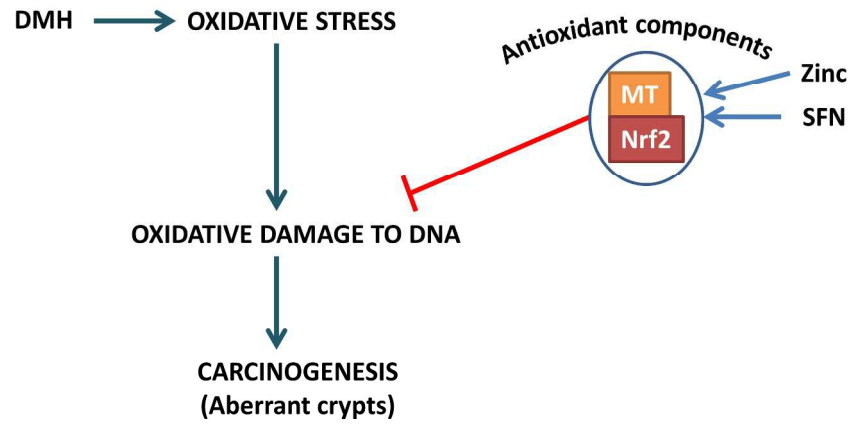 DMH
OXIDATIVE STRESS
Antioxidant components
MT
Nrf2
Zinc
SFN
OXIDATIVE DAMAGE TO DNA
CARCINOGENESIS
(Aberrant crypts)